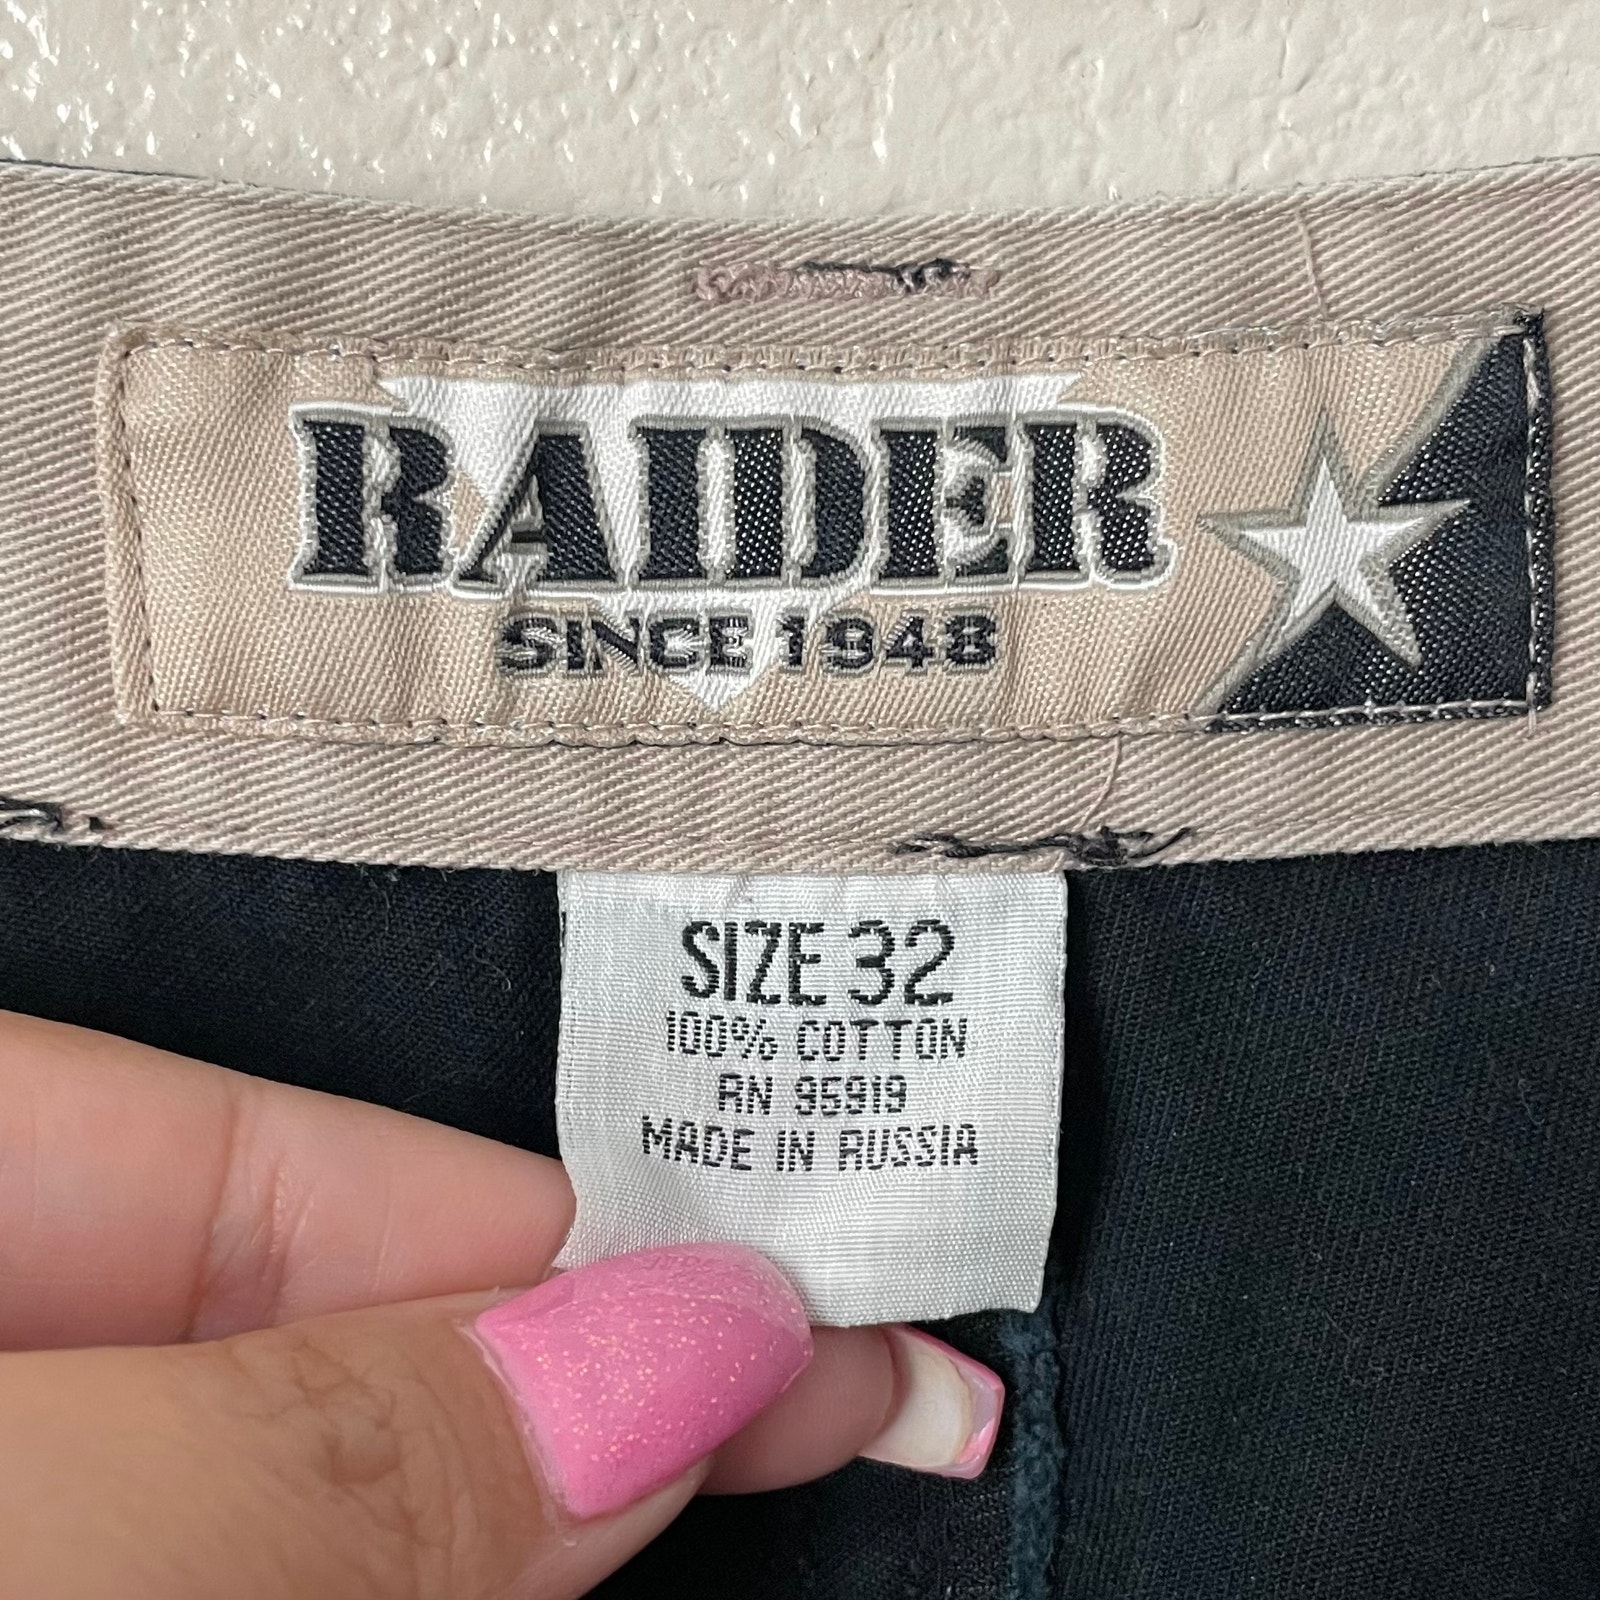 RAIDER
SINCE 1948
SIZE 32
100% COTTON
RN 95919
MADE IN RUSSIA